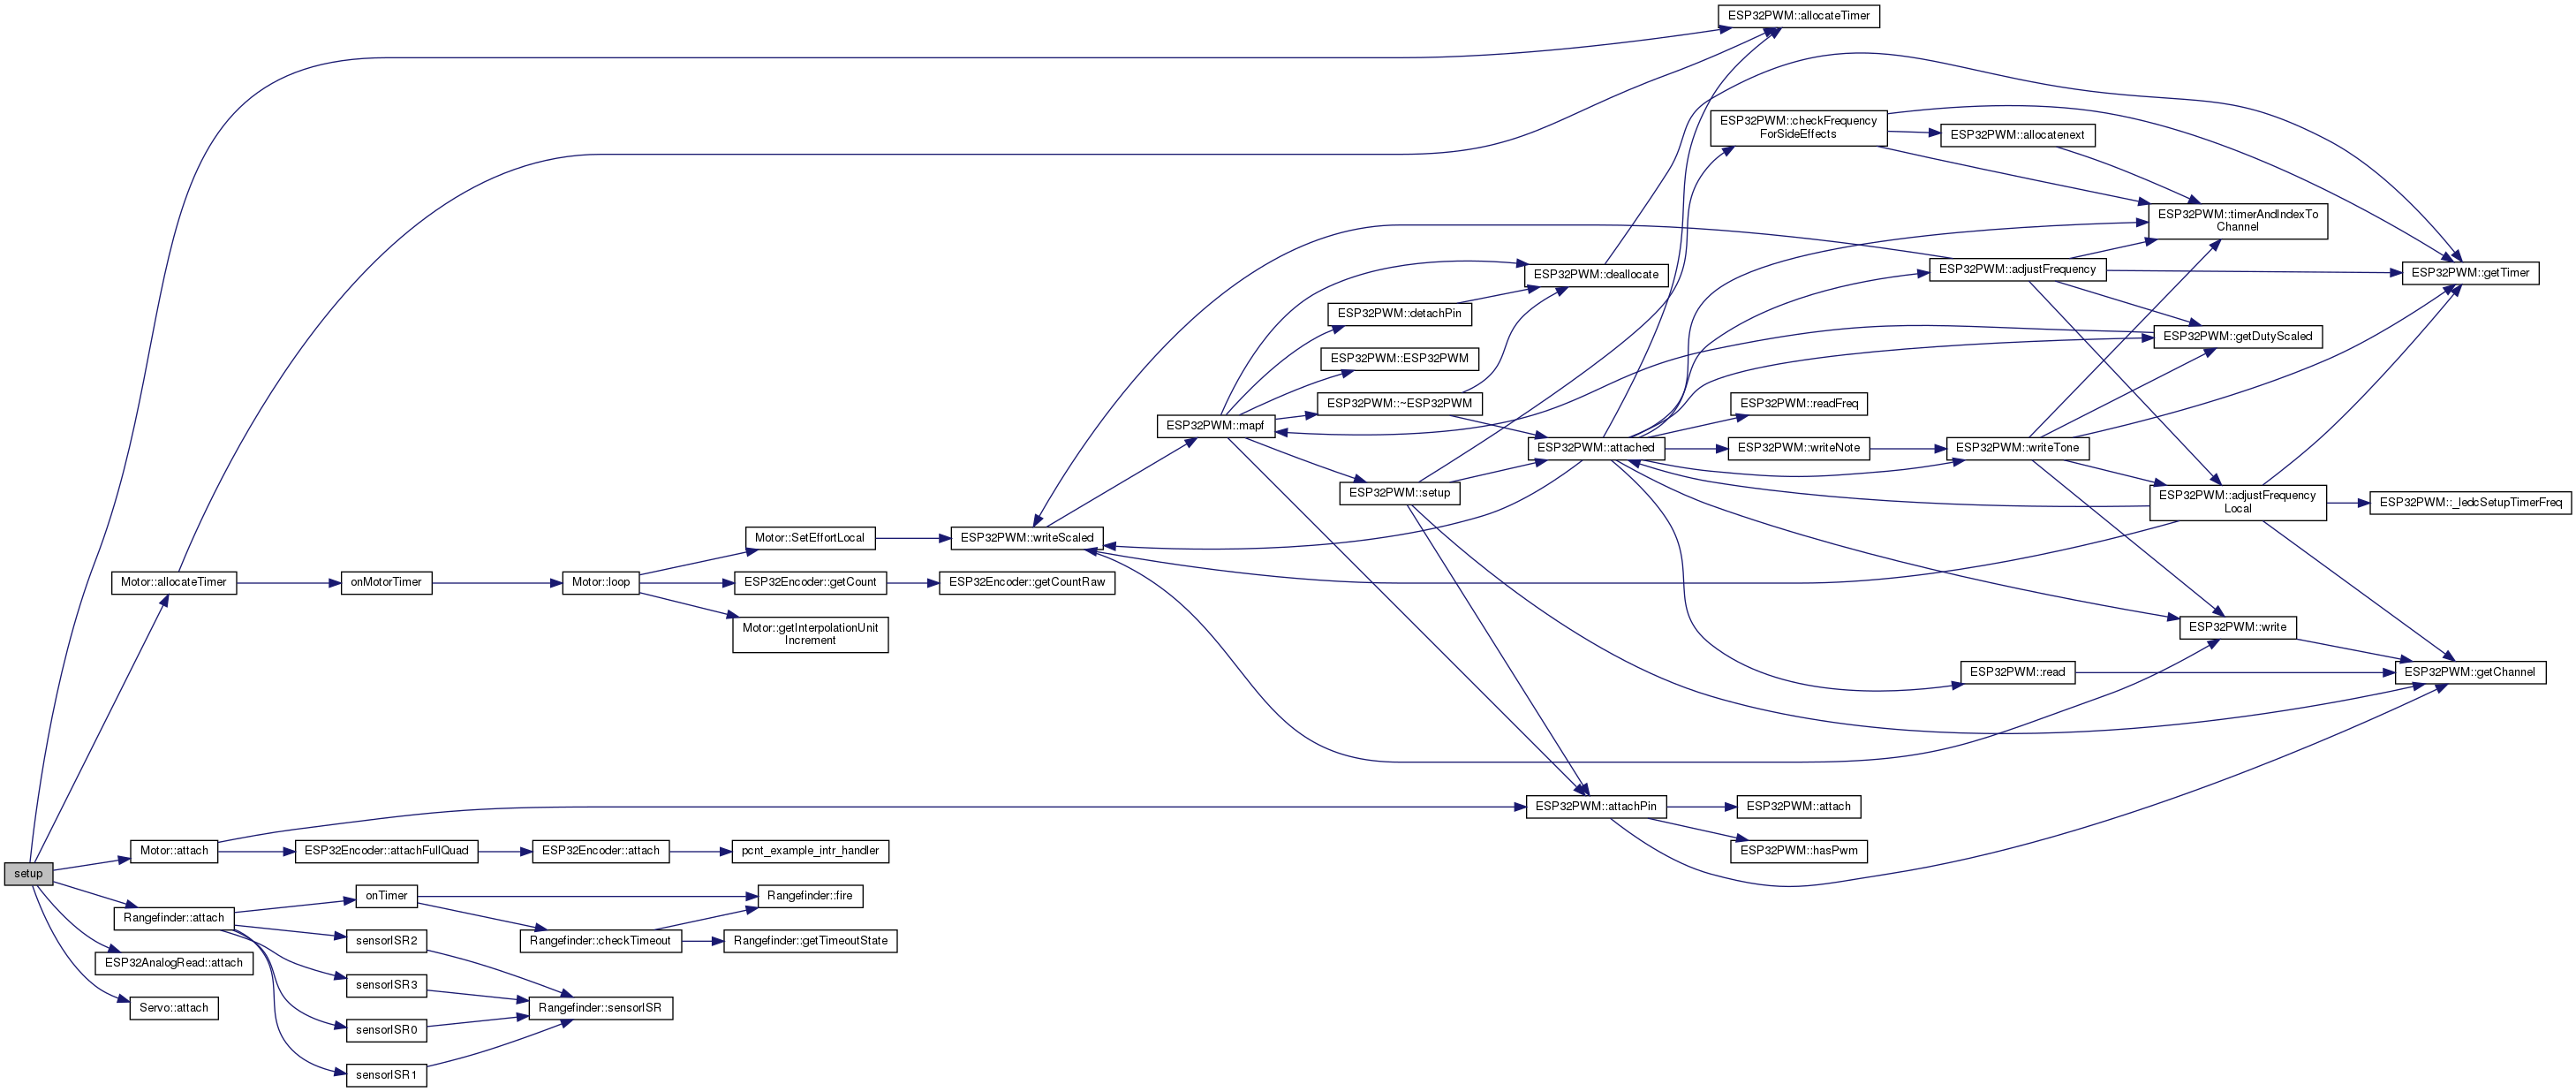 ESP32PWM::allocateTimer
ESP32PWM::checkFrequency
ForSideEffects
ESP32PWM::allocatenext
ESP32PWM::timerAndIndexTo
Channel
ESP32PWM::deallocate
ESP32PWM::adjustFrequency
ESP32PWM::getTimer
ESP32PWM::detachPin
ESP32PWM::getDutyScaled
ESP32PWM::ESP32PWM
ESP32PWM::~ESP32PWM
ESP32PWM::readFreq
ESP32PWM::mapf
ESP32PWM::attached
ESP32PWM::writeNote
ESP32PWM::writeTone
ESP32PWM::setup
ESP32PWM::adjustFrequency
Local
ESP32PWM::_ledcSetupTimerFreq
Motor::SetEffortLocal
ESP32PWM::writeScaled
Motor::allocateTimer
onMotorTimer
Motor::loop
ESP32Encoder::getCount
ESP32Encoder::getCountRaw
Motor::getInterpolationUnit
Increment
ESP32PWM::write
ESP32PWM::read
ESP32PWM::getChannel
ESP32PWM::attachPin
ESP32PWM::attach
Motor::attach
ESP32Encoder::attachFullQuad
ESP32Encoder::attach
pcnt_example_intr_handler
ESP32PWM::hasPwm
setup
onTimer
Rangefinder::fire
Rangefinder::attach
sensorISR2
Rangefinder::checkTimeout
Rangefinder::getTimeoutState
ESP32AnalogRead::attach
sensorISR3
Servo::attach
Rangefinder::sensorISR
sensorISR0
sensorISR1